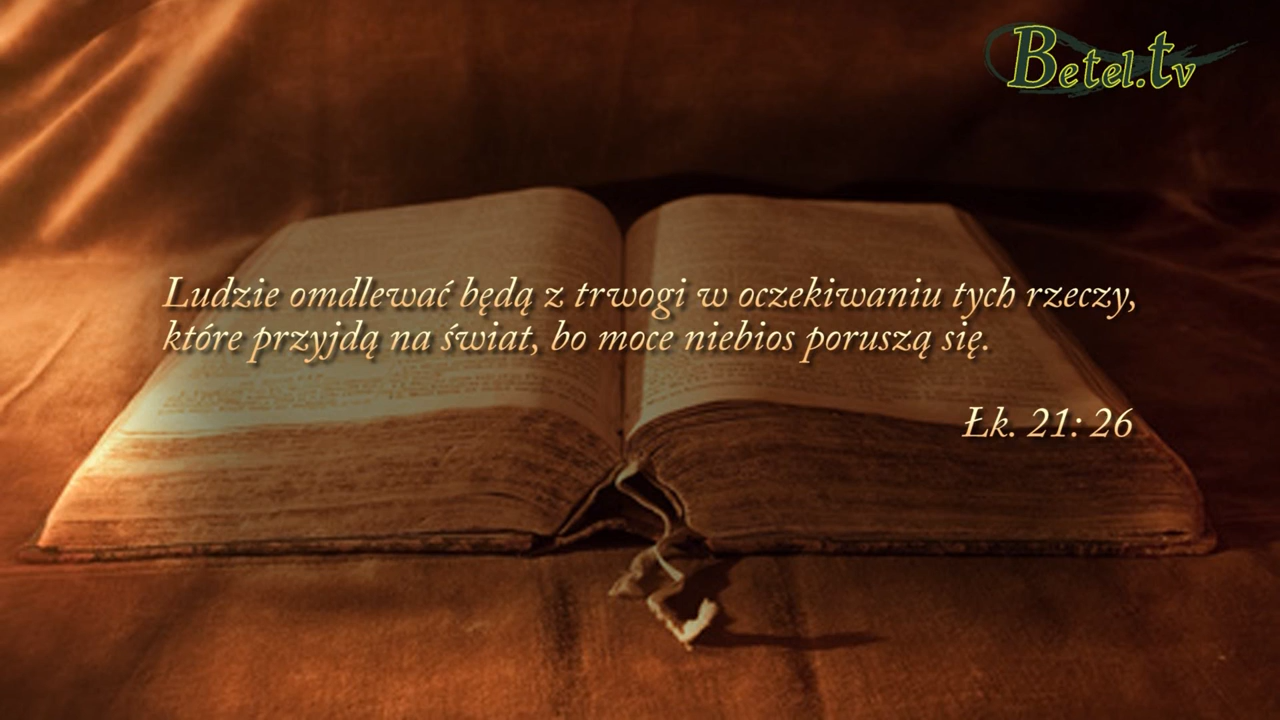 Betel.tv
Ludzie omdlewać będą z trwogi w oczekiwaniu tych rzeczy,
które przyjdą na świat, bo moce niebios poruszą się.
Łk. 21: 26